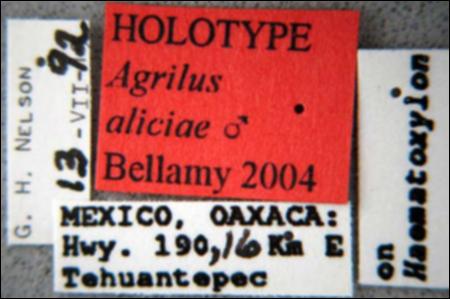 HOLOTYPE
Agrilus
aliciae ♂
Bellamy 2004
MEXICO, OAXACA:
Hwy. 190, 16 Km E
Tehuantepec
13-VII-92
G. H. NELSON
on
Haematoxylon